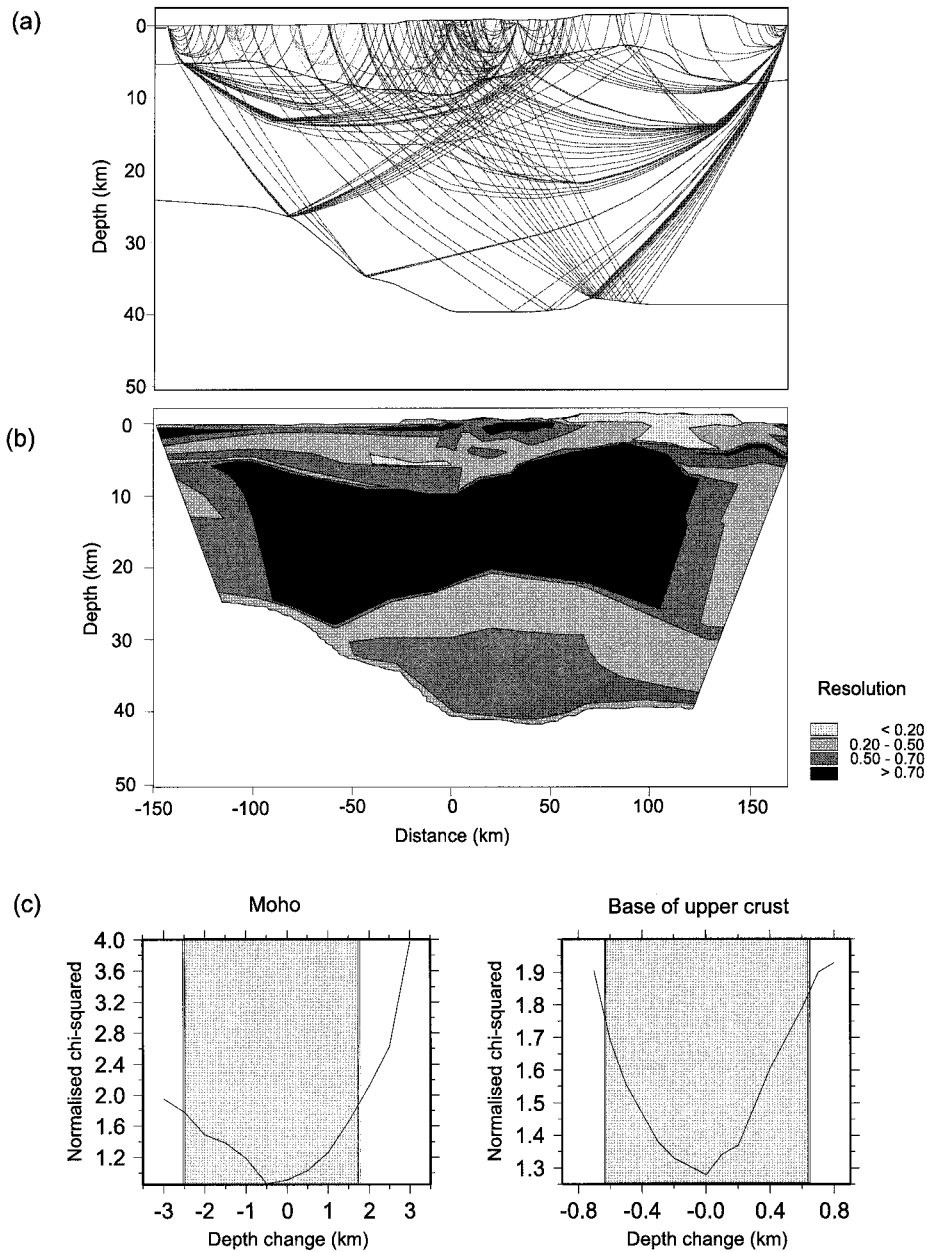 (a)
0
10
20
30
40
50
Depth (km)
(b)
0
10
20
30
40
50
Depth (km)
-150 -100 -50 0 50 100 150
Distance (km)
Resolution
< 0.20
0.20 - 0.50
0.50 - 0.70
> 0.70
(c)
Moho
4.0
3.6
3.2
2.8
2.4
2.0
1.6
1.2
Normalised chi-squared
-3 -2 -1 0 1 2 3
Depth change (km)
Base of upper crust
1.9
1.8
1.7
1.6
1.5
1.4
1.3
Normalised chi-squared
-0.8 -0.4 -0.0 0.4 0.8
Depth change (km)